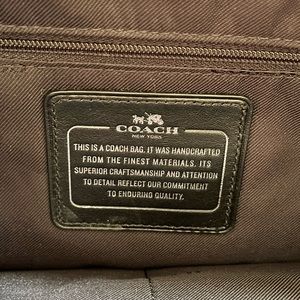 COACH
NEW YORK
THIS IS A COACH BAG. IT WAS HANDCRAFTED
FROM THE FINEST MATERIALS. ITS
SUPERIOR CRAFTSMANSHIP AND ATTENTION
TO DETAIL REFLECT OUR COMMITMENT
TO ENDURING QUALITY.